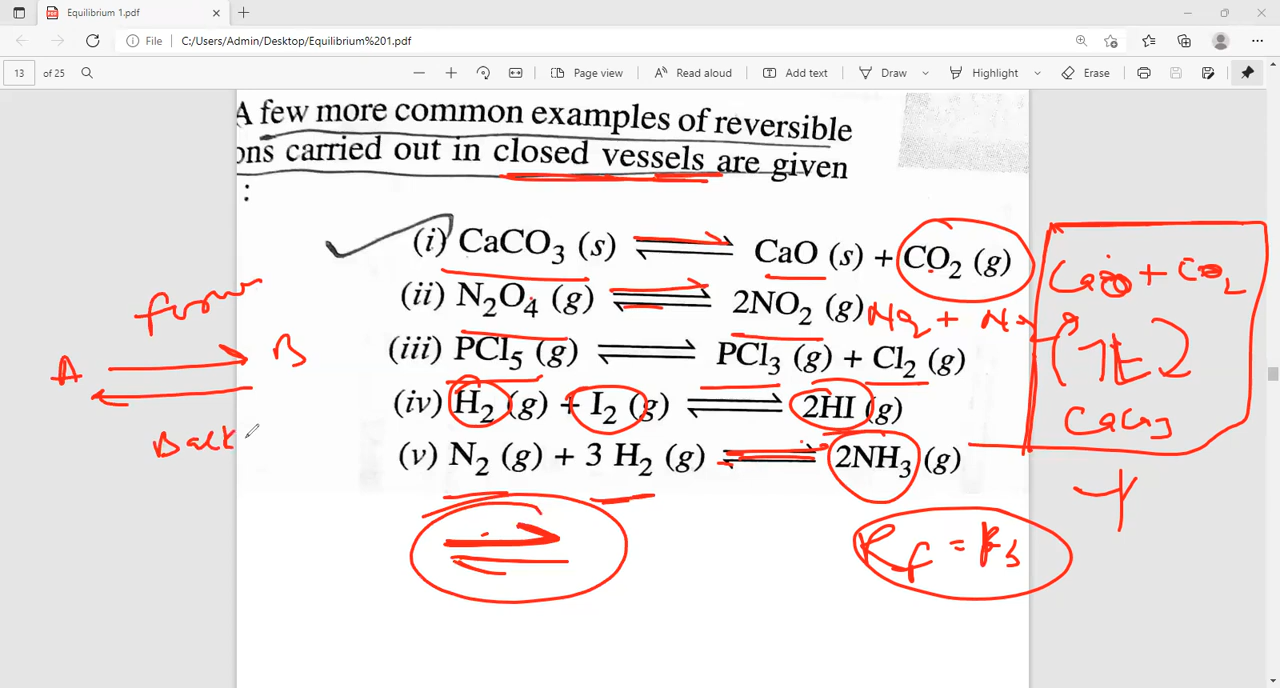 Equilibrium 1.pdf
File C:/Users/Admin/Desktop/Equilibrium%201.pdf
13 of 25 Page view Read aloud Add text Draw Highlight Erase
A few more common examples of reversible
ons carried out in closed vessels are given
:
(i) CaCO₃ (s) ⇌ CaO (s) + CO₂ (g)
(ii) N₂O₄ (g) ⇌ 2NO₂ (g)
(iii) PCl₅ (g) ⇌ PCl₃ (g) + Cl₂ (g)
(iv) H₂ (g) + I₂ (g) ⇌ 2HI (g)
(v) N₂ (g) + 3 H₂ (g) ⇌ 2NH₃ (g)
A ⇌ B
Back